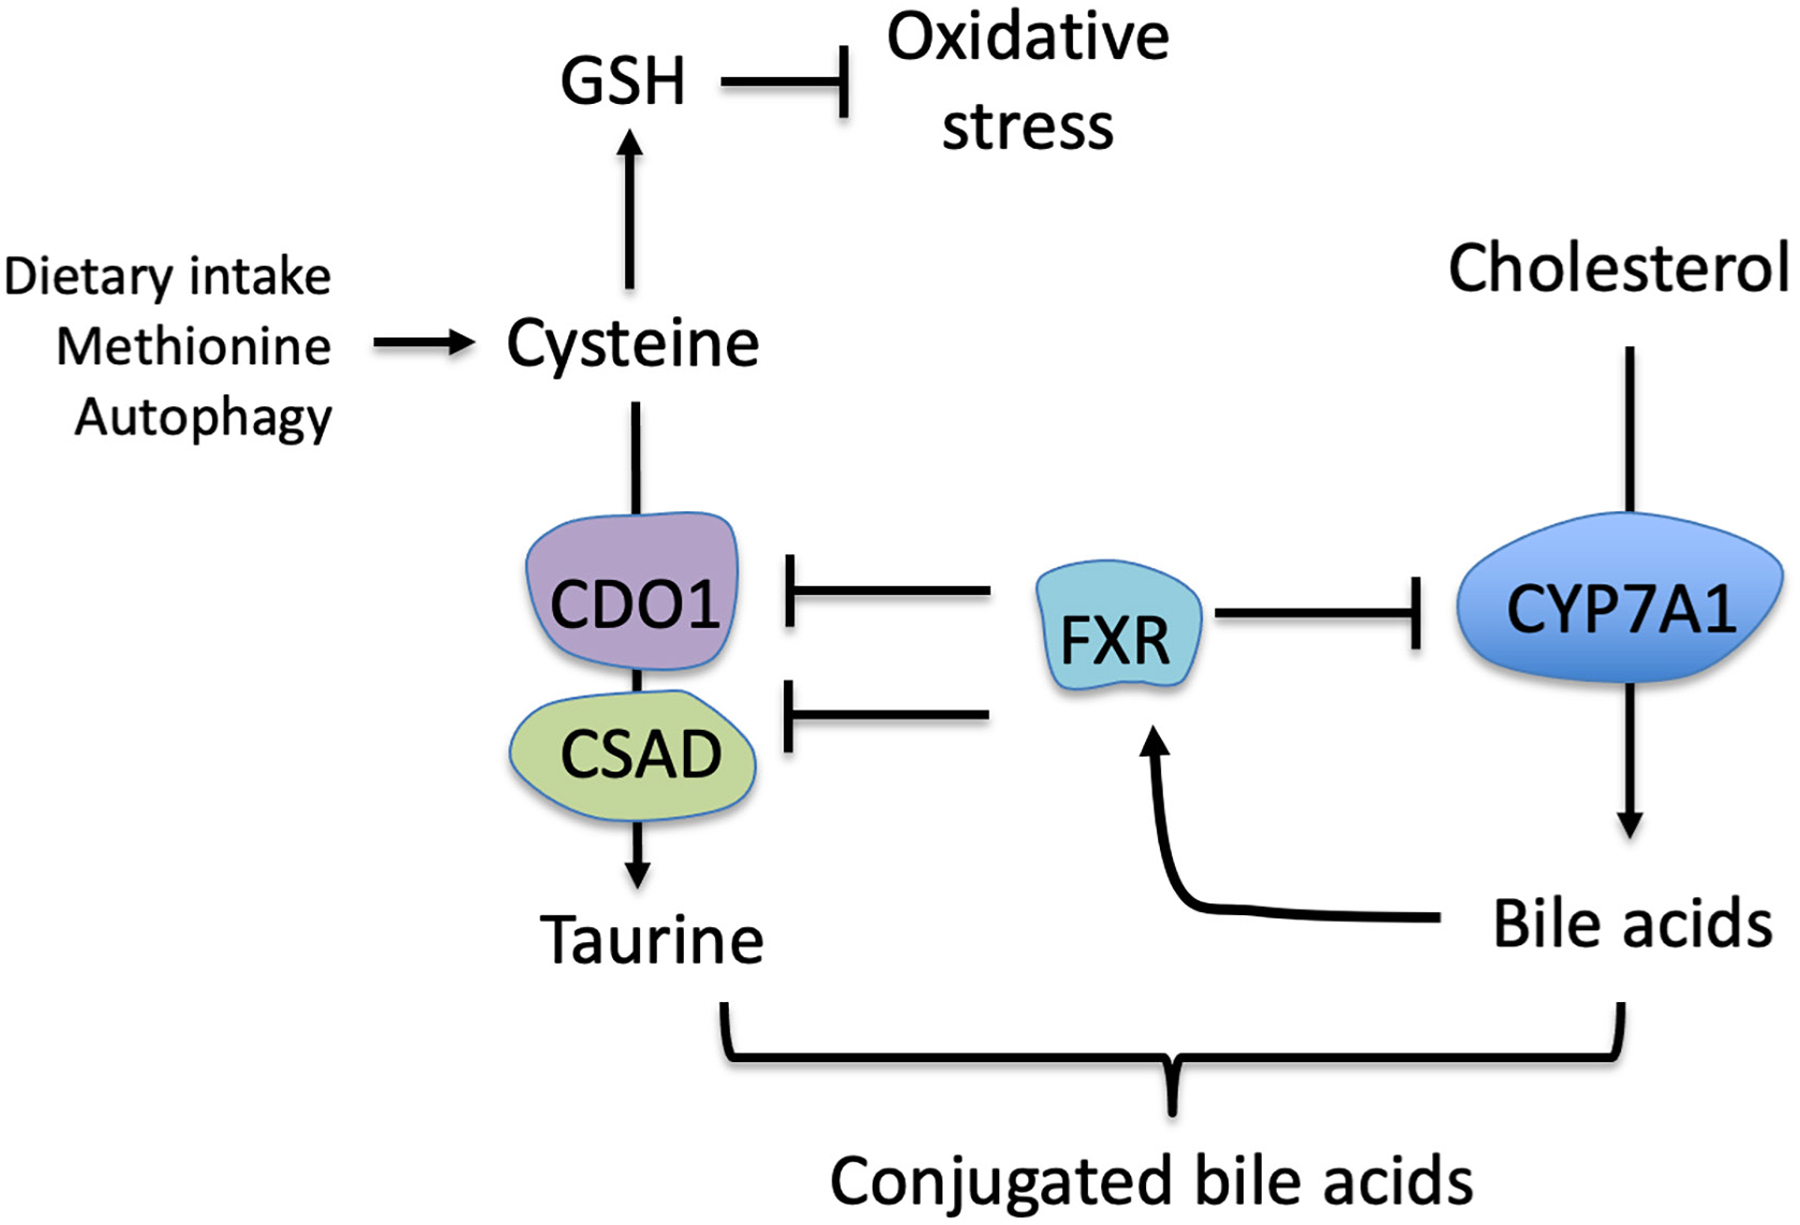 GSH
Oxidative
stress
Dietary intake
Methionine
Autophagy
Cysteine
Cholesterol
CDO1
CSAD
FXR
CYP7A1
Taurine
Bile acids
Conjugated bile acids